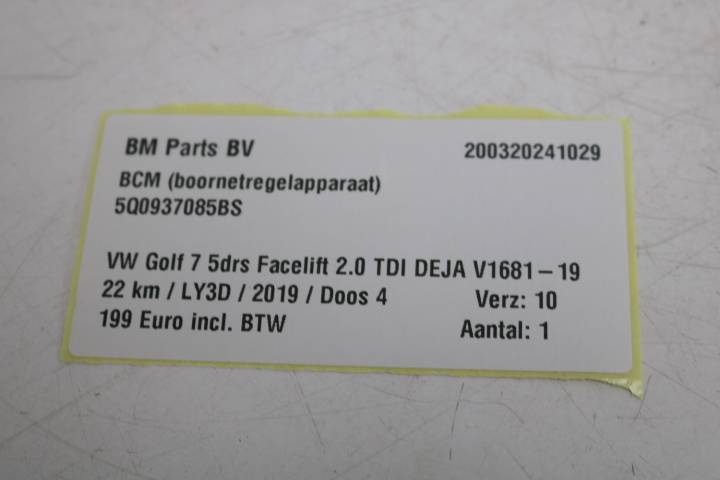 BM Parts BV 200320241029
BCM (boornetregelapparaat)
5Q0937085BS
VW Golf 7 5drs Facelift 2.0 TDI DEJA V1681-19
22 km / LY3D / 2019 / Doos 4 Verz: 10
199 Euro incl. BTW Aantal: 1